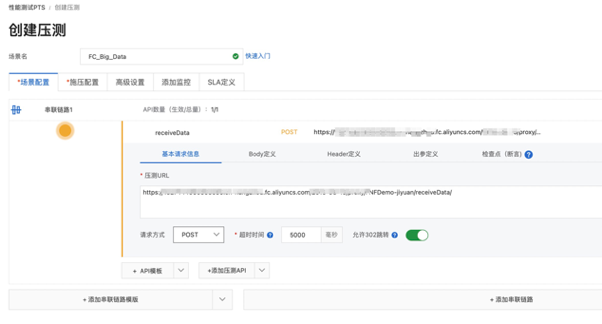 性能测试PTS / 创建压测
创建压测
场景名 FC_Big_Data 快速入门
*场景配置 *施压配置 高级设置 添加监控 SLA定义
串联链路1 API数量（生效/总量）： 1/1
receiveData POST https:// .fc.aliyuncs.com/ proxy/...
基本请求信息 Body定义 Header定义 出参定义 检查点（断言）
* 压测URL
https:// .fc.aliyuncs.com/ NFDemo-jiyuan/receiveData/
请求方式 POST * 超时时间 5000 毫秒 允许302跳转
+ API模板 +添加压测API
+ 添加串联链路模版 + 添加串联链路